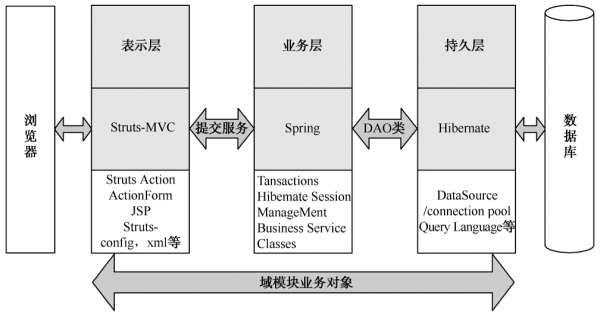 浏览器
表示层
Struts-MVC
Struts Action
ActionForm
JSP
Struts-
config，xml等
提交服务
业务层
Spring
Tansactions
Hibemate Session
ManageMent
Business Service
Classes
DAO类
持久层
Hibernate
DataSource
/connection pool
Query Language等
数据库
域模块业务对象